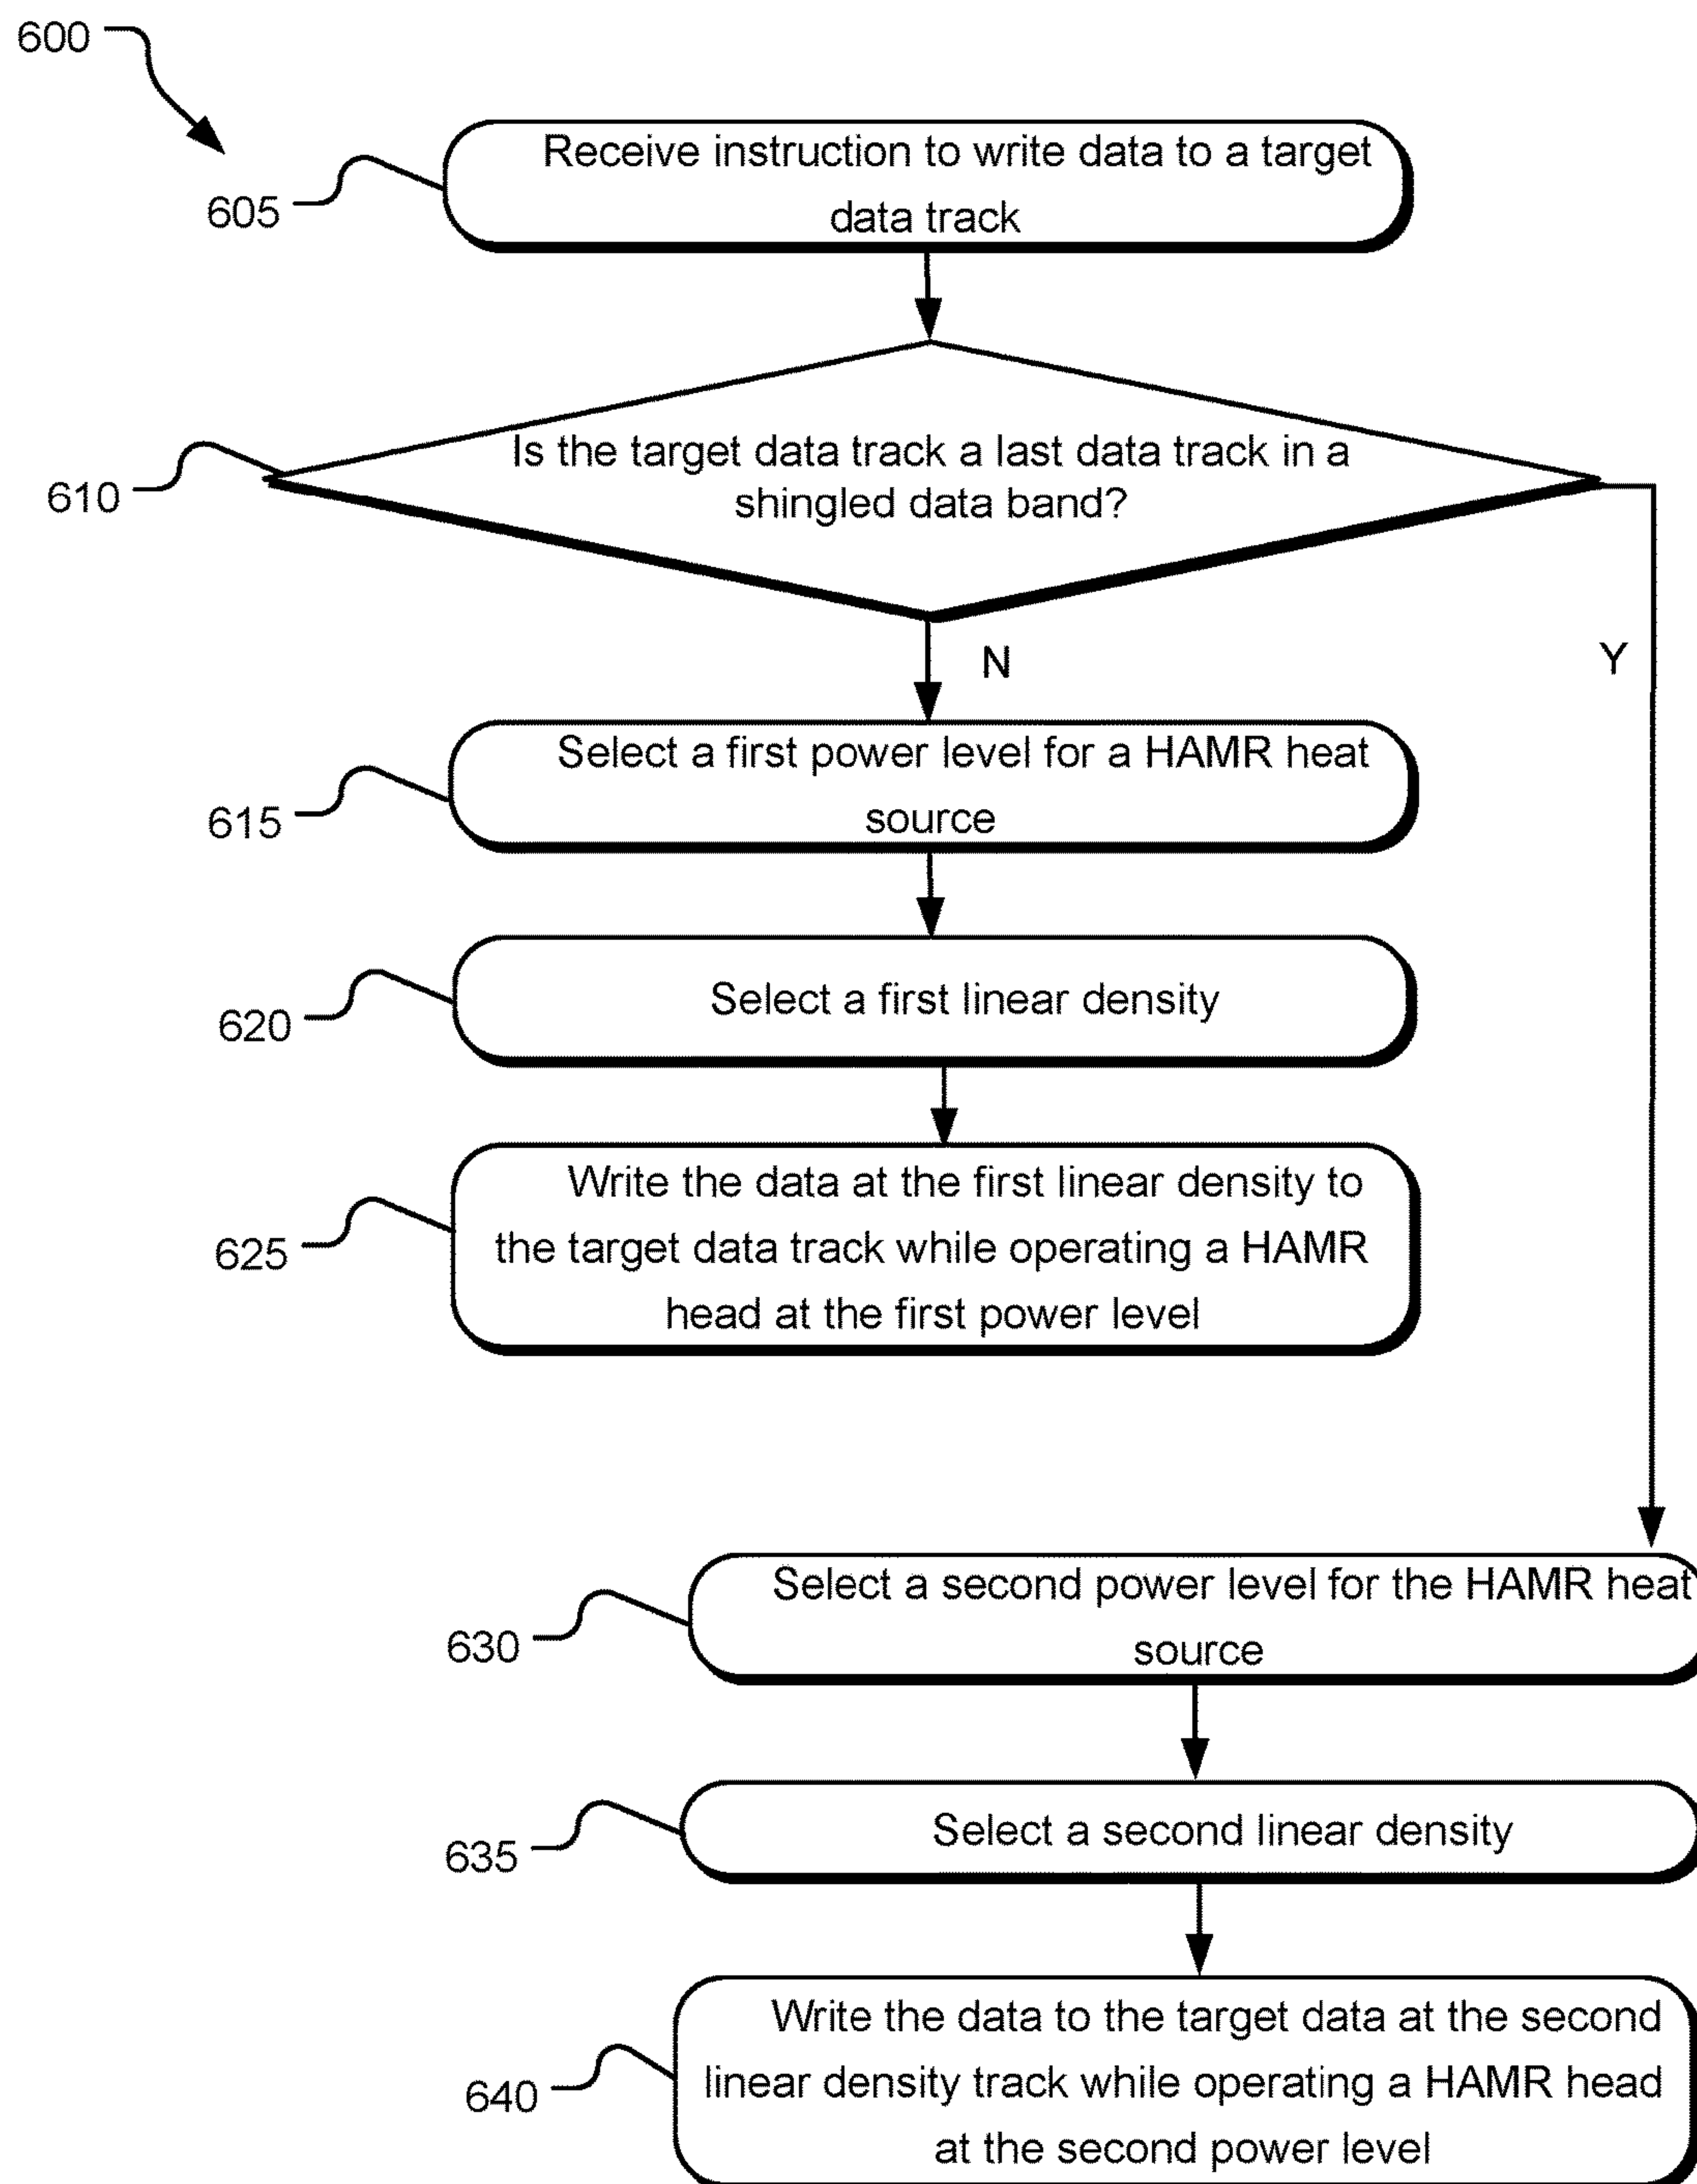 600
Receive instruction to write data to a target
data track
605
Is the target data track a last data track in a
shingled data band?
610
N
Y
Select a first power level for a HAMR heat
source
615
Select a first linear density
620
Write the data at the first linear density to
the target data track while operating a HAMR
head at the first power level
625
Select a second power level for the HAMR heat
source
630
Select a second linear density
635
Write the data to the target data at the second
linear density track while operating a HAMR head
at the second power level
640